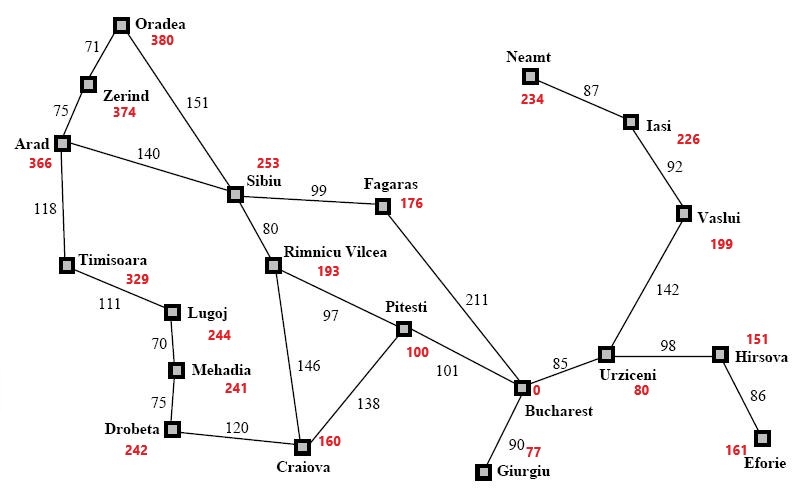 Oradea
380
71
Neamt
87
234
Zerind
374
151
75
Iasi
226
Arad
366
140
253
Sibiu
92
99
Fagaras
176
118
80
Vaslui
199
Timisoara
329
Rimnicu Vilcea
193
142
111
Lugoj
244
97
Pitesti
100
211
70
146
101
85
98
151
Hirsova
Mehadia
241
Urziceni
80
75
138
0
Bucharest
86
Drobeta
242
120
160
Craiova
90
77
Giurgiu
161
Eforie